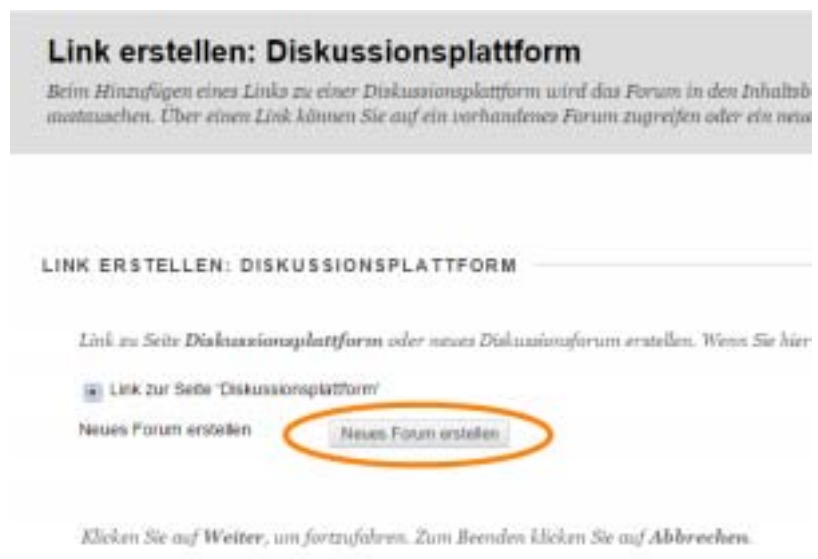 Link erstellen: Diskussionsplattform
Beim Hinzufügen eines Links zu einer Diskussionsplattform wird das Forum in den Inhaltsb
austauschen. Über einen Link können Sie auf ein vorhandenes Forum zugreifen oder ein neue
LINK ERSTELLEN: DISKUSSIONSPLATTFORM
Link zu Seite Diskussionsplattform oder neues Diskussionsforum erstellen. Wenn Sie hier
Link zur Seite 'Diskussionsplattform'
Neues Forum erstellen Neues Forum erstellen
Klicken Sie auf Weiter, um fortzufahren. Zum Beenden klicken Sie auf Abbrechen.